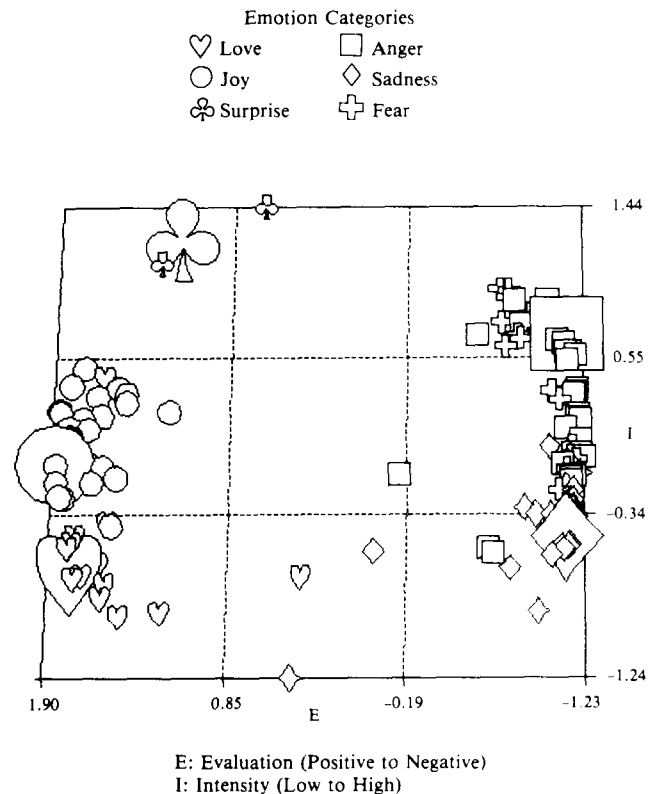 Emotion Categories
Love Anger
Joy Sadness
Surprise Fear
1.44
0.55
I
-0.34
-1.24
1.90 0.85 -0.19 -1.23
E
E: Evaluation (Positive to Negative)
I: Intensity (Low to High)